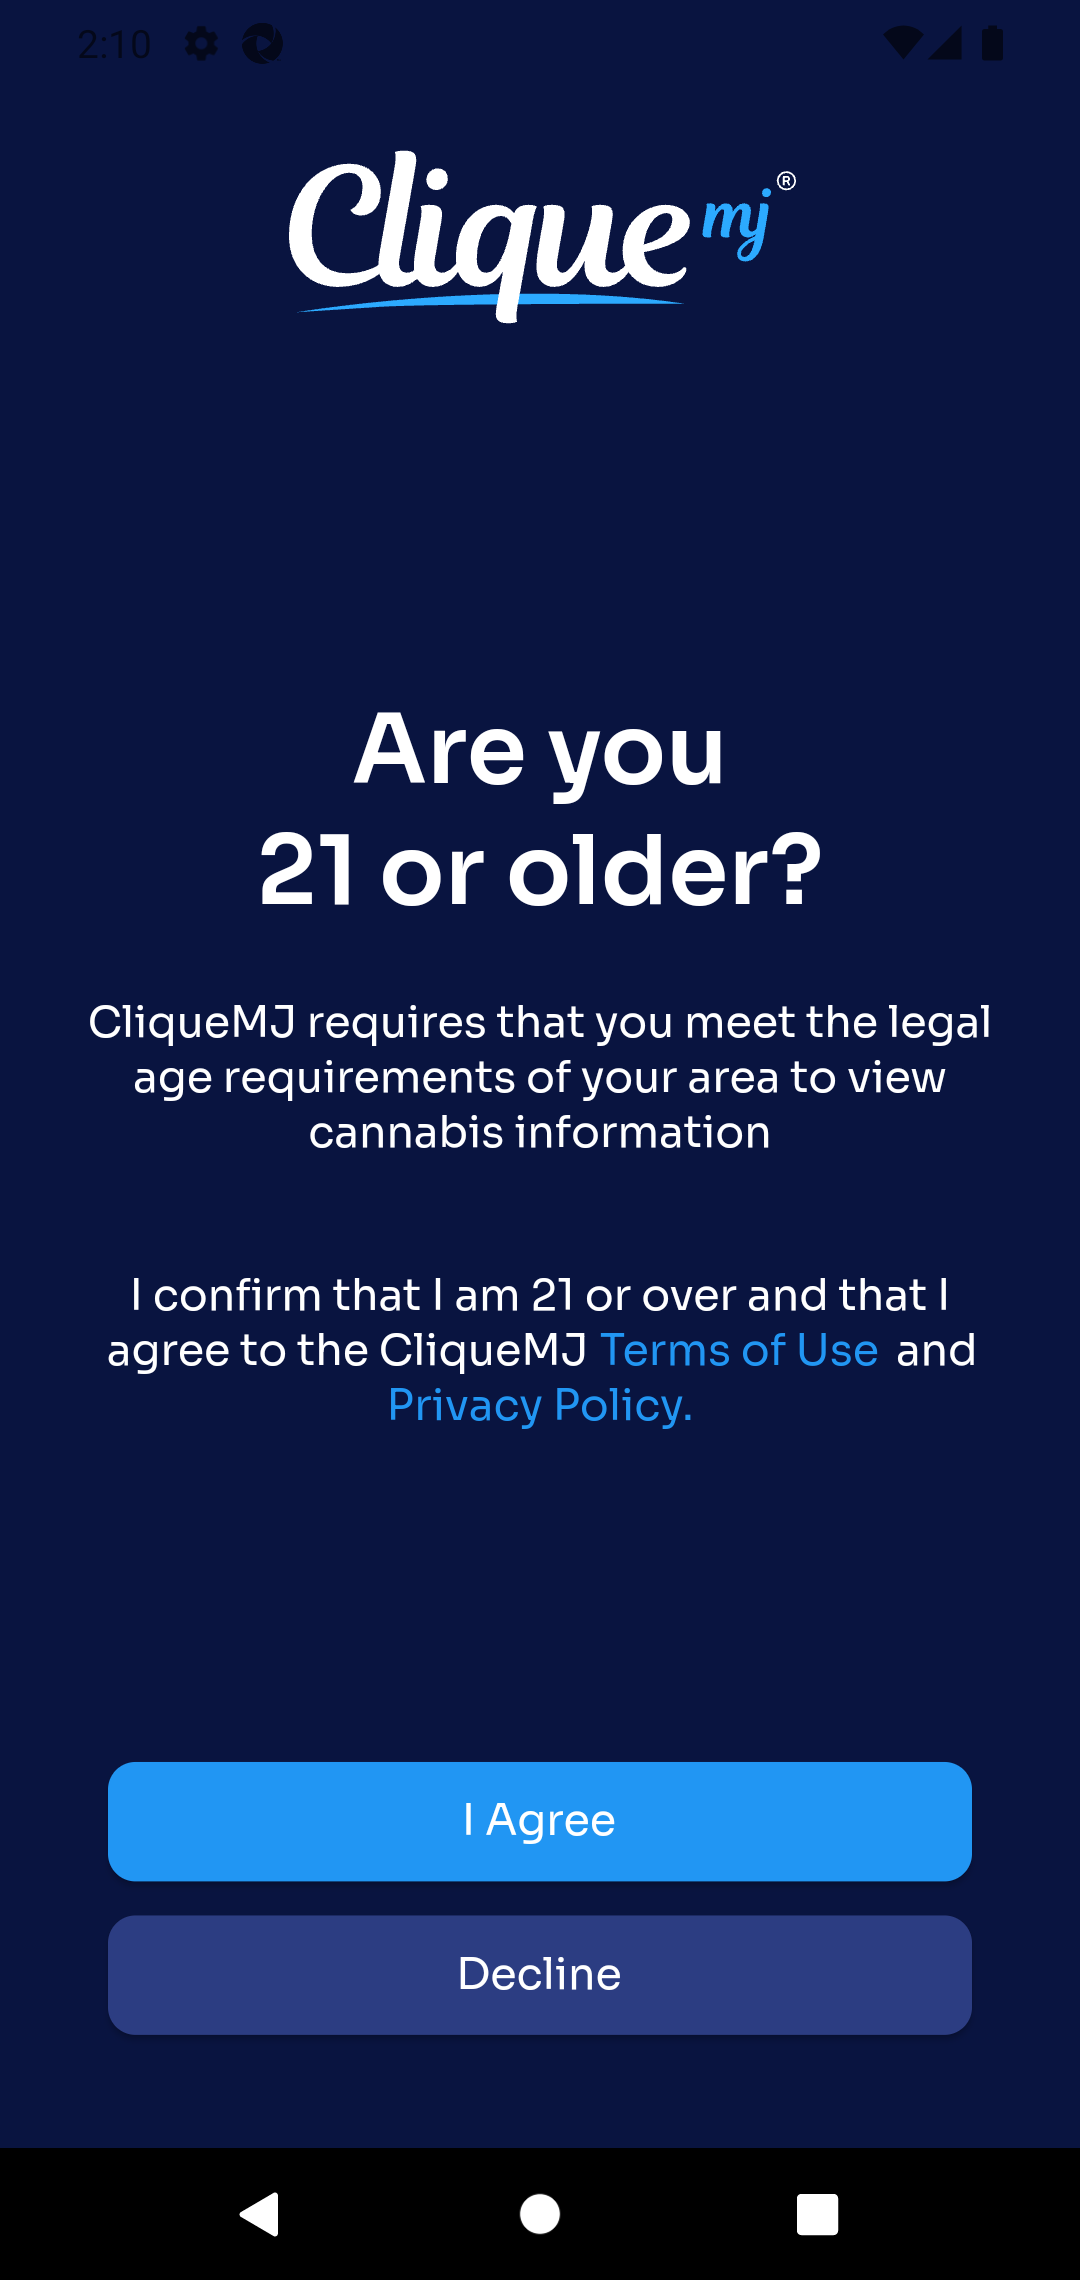 2:10
Clique mj ®
Are you
21 or older?
CliqueMJ requires that you meet the legal
age requirements of your area to view
cannabis information
I confirm that I am 21 or over and that I
agree to the CliqueMJ Terms of Use and
Privacy Policy.
I Agree
Decline